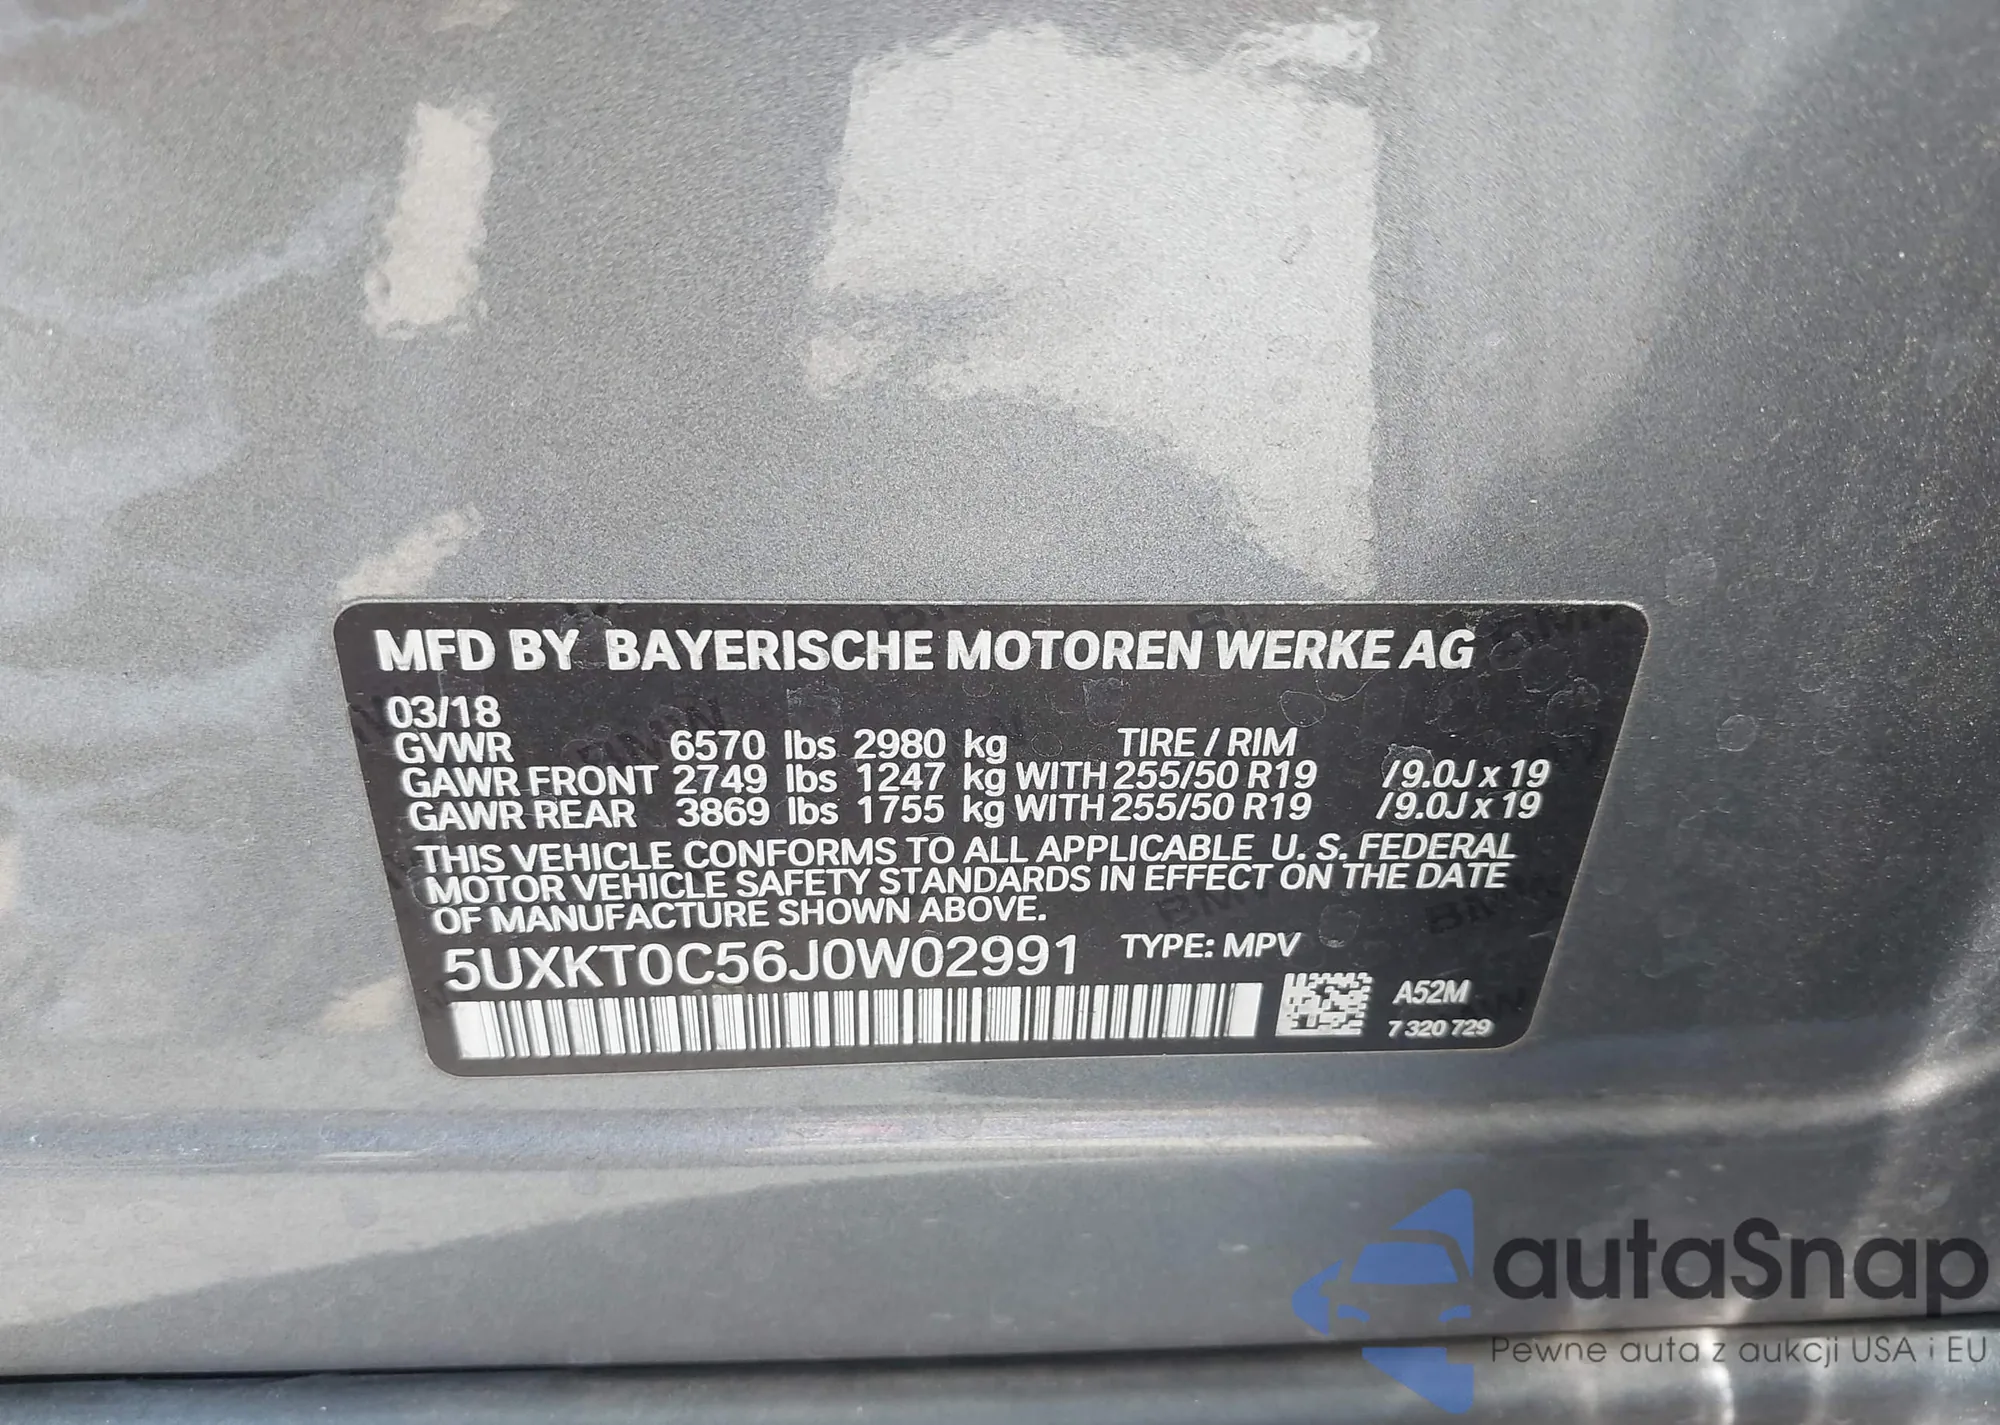 MFD BY BAYERISCHE MOTOREN WERKE AG
03/18
GVWR 6570 lbs 2980 kg TIRE / RIM
GAWR FRONT 2749 lbs 1247 kg WITH 255/50 R19 /9.0J x 19
GAWR REAR 3869 lbs 1755 kg WITH 255/50 R19 /9.0J x 19
THIS VEHICLE CONFORMS TO ALL APPLICABLE U. S. FEDERAL
MOTOR VEHICLE SAFETY STANDARDS IN EFFECT ON THE DATE
OF MANUFACTURE SHOWN ABOVE.
5UXKT0C56J0W02991 TYPE: MPV
A52M
7 320 729
autaSnap
Pewne auta z aukcji USA i EU